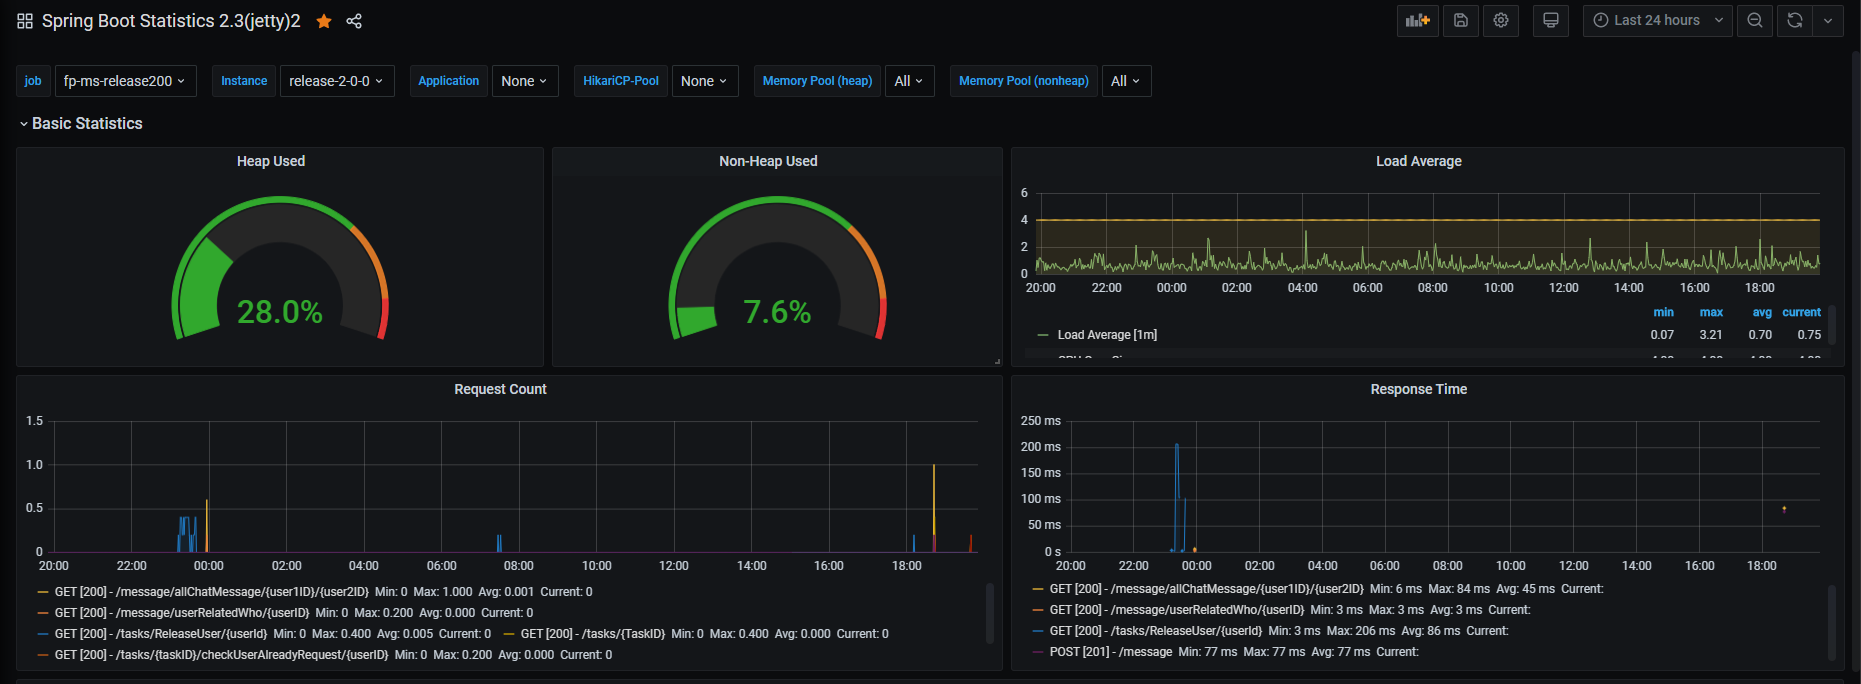 Spring Boot Statistics 2.3(jetty)2
Last 24 hours
job fp-ms-release200 Instance release-2-0-0 Application None HikariCP-Pool None Memory Pool (heap) All Memory Pool (nonheap) All
Basic Statistics
Heap Used
28.0%
Non-Heap Used
7.6%
Load Average
6
4
2
0
20:00 22:00 00:00 02:00 04:00 06:00 08:00 10:00 12:00 14:00 16:00 18:00
min max avg current
Load Average [1m] 0.07 3.21 0.70 0.75
Request Count
1.5
1.0
0.5
0
20:00 22:00 00:00 02:00 04:00 06:00 08:00 10:00 12:00 14:00 16:00 18:00
GET [200] - /message/allChatMessage/{user1ID}/{user2ID} Min: 0 Max: 1.000 Avg: 0.001 Current: 0
GET [200] - /message/userRelatedWho/{userID} Min: 0 Max: 0.200 Avg: 0.000 Current: 0
GET [200] - /tasks/ReleaseUser/{userId} Min: 0 Max: 0.400 Avg: 0.005 Current: 0 GET [200] - /tasks/{TaskID} Min: 0 Max: 0.400 Avg: 0.000 Current: 0
GET [200] - /tasks/{taskID}/checkUserAlreadyRequest/{userID} Min: 0 Max: 0.200 Avg: 0.000 Current: 0
Response Time
250 ms
200 ms
150 ms
100 ms
50 ms
0 s
20:00 22:00 00:00 02:00 04:00 06:00 08:00 10:00 12:00 14:00 16:00 18:00
GET [200] - /message/allChatMessage/{user1ID}/{user2ID} Min: 6 ms Max: 84 ms Avg: 45 ms Current:
GET [200] - /message/userRelatedWho/{userID} Min: 3 ms Max: 3 ms Avg: 3 ms Current:
GET [200] - /tasks/ReleaseUser/{userId} Min: 3 ms Max: 206 ms Avg: 86 ms Current:
POST [201] - /message Min: 77 ms Max: 77 ms Avg: 77 ms Current: